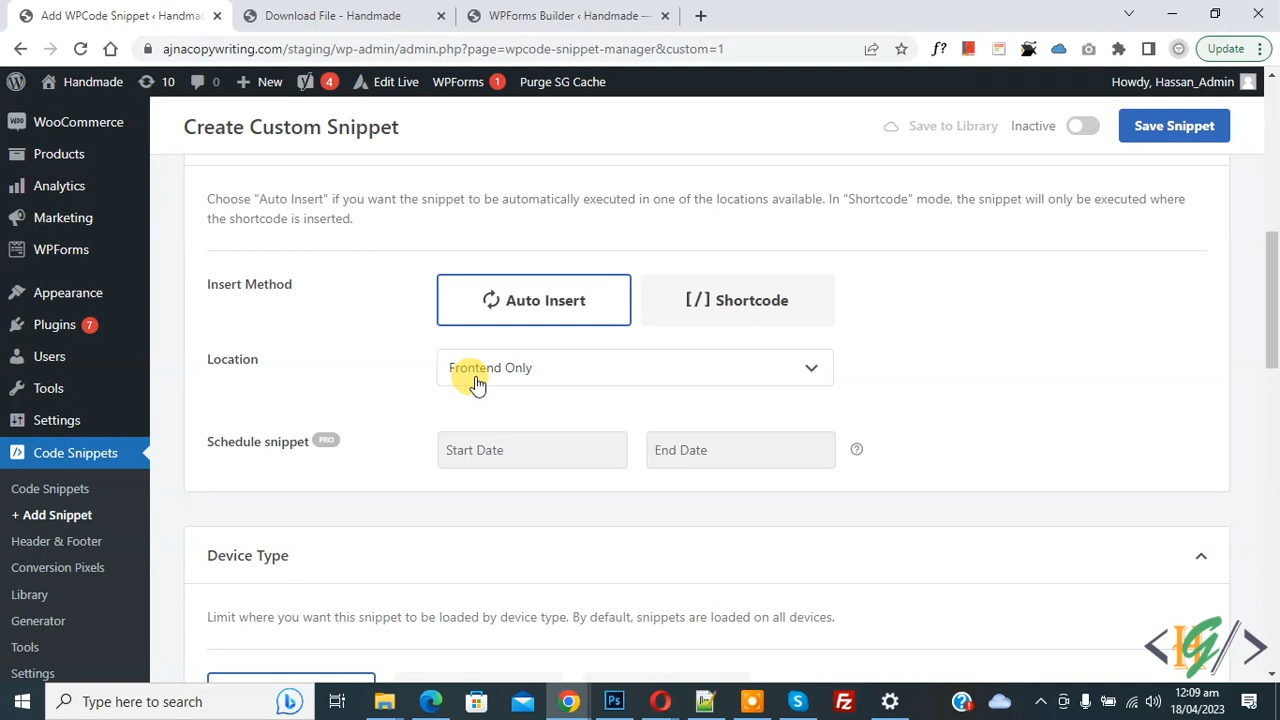 Add WPCode Snippet ‹ Handmac
Download File - Handmade
WPForms Builder ‹ Handmade —
ajnacopywriting.com/staging/wp-admin/admin.php?page=wpcode-snippet-manager&custom=1
Update
Handmade
10
0
New
4
Edit Live
WPForms 1
Purge SG Cache
Howdy, Hassan_Admin
WooCommerce
Products
Analytics
Marketing
WPForms
Appearance
Plugins 7
Users
Tools
Settings
Code Snippets
Code Snippets
+ Add Snippet
Header & Footer
Conversion Pixels
Library
Generator
Tools
Settings
Create Custom Snippet
Save to Library
Inactive
Save Snippet
Choose "Auto Insert" if you want the snippet to be automatically executed in one of the locations available. In "Shortcode" mode, the snippet will only be executed where
the shortcode is inserted.
Insert Method
Auto Insert
[/] Shortcode
Location
Frontend Only
Schedule snippet PRO
Start Date
End Date
Device Type
Limit where you want this snippet to be loaded by device type. By default, snippets are loaded on all devices.
Type here to search
12:09 am
18/04/2023